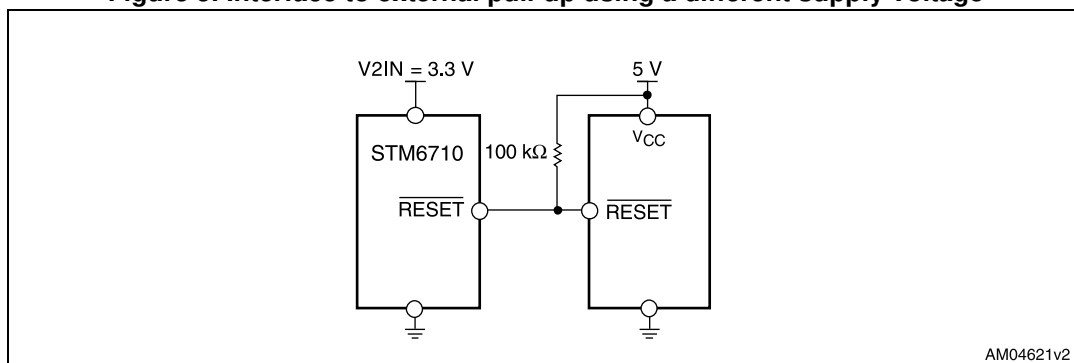 Figure Interface to external pull-up using a different supply voltage
V2IN = 3.3 V
5 V
VCC
STM6710
100 kΩ
RESET
RESET
AM04621v2